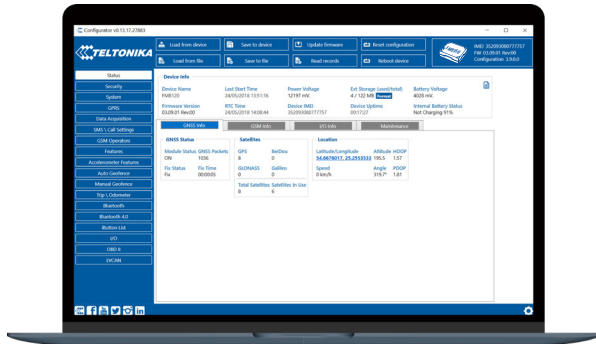 Configurator v0.13.17.27883
TELTONIKA
Load from device Save to device Update firmware Reset configuration
Load from file Save to file Read records Reboot device
IMEI 352093080777757
FW 03.09.01 Rev:00
Configuration 3.9.0.0
Status
Security
System
GPRS
Data Acquisition
SMS \ Call Settings
GSM Operators
Features
Accelerometer Features
Auto Geofence
Manual Geofence
Trip \ Odometer
Bluetooth
Bluetooth 4.0
iButton List
I/O
OBD II
LVCAN
Device Info
Device Name Last Start Time Power Voltage Ext Storage (used/total) Battery Voltage
FMB120 24/05/2018 13:51:16 12197 mV. 4 / 122 MB Format 4028 mV.
Firmware Version RTC Time Device IMEI Device Uptime Internal Battery Status
03.09.01 Rev:00 24/05/2018 14:08:44 352093080777757 00:17:27 Not Charging 91%
GNSS Info GSM Info I/O Info Maintenance
GNSS Status Satellites Location
Module Status GNSS Packets GPS BeiDou Latitude/Longitude Altitude HDOP
ON 1036 8 0 54.6676017, 25.2553533 195.5 1.57
Fix Status Fix Time GLONASS Galileo Speed Angle PDOP
Fix 00:00:05 0 0 0 km/h 319.7° 1.81
Total Satellites Satellites In Use
8 6